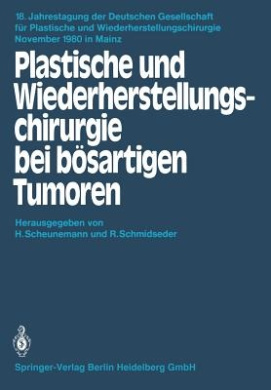 18. Jahrestagung der Deutschen Gesellschaft
für Plastische und Wiederherstellungschirurgie
November 1980 in Mainz
Plastische und
Wiederherstellungs-
chirurgie
bei bösartigen
Tumoren
Herausgegeben von
H.Scheunemann und R.Schmidseder
Springer-Verlag Berlin Heidelberg GmbH